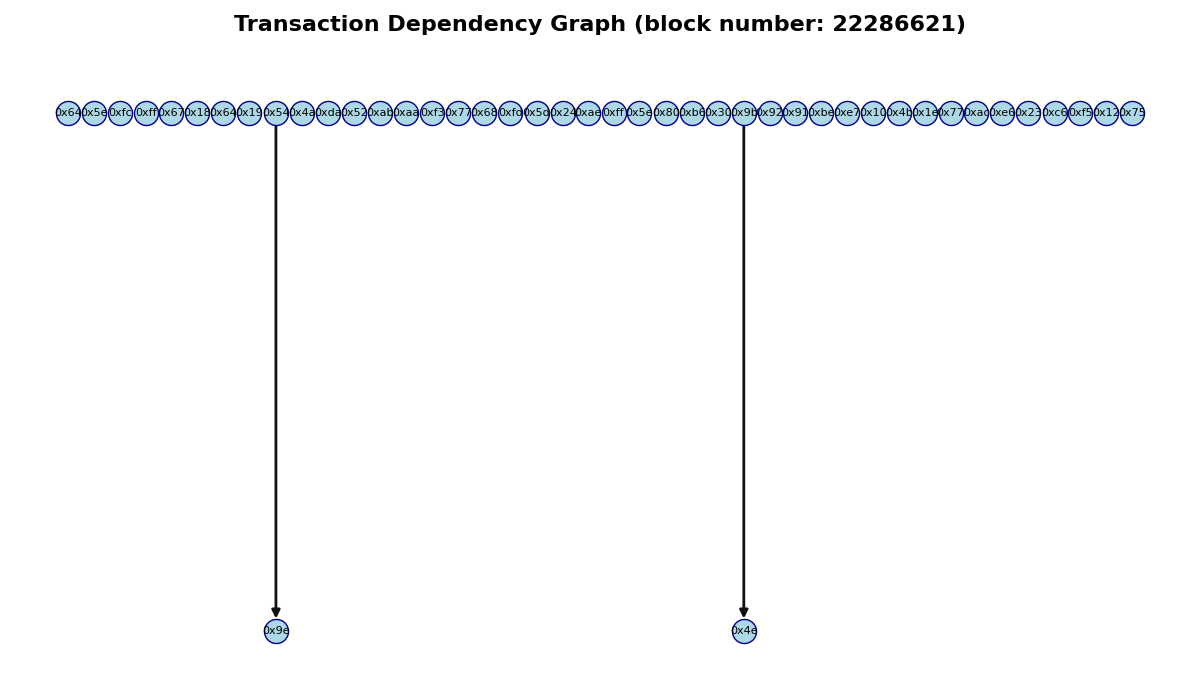 Transaction Dependency Graph (block number: 22286621)
0x64 0x5e 0xfc 0xff 0x67 0x18 0x64 0x19 0x54 0x4a 0xda 0x52 0xab 0xaa 0xf3 0x77 0x68 0xfd 0x24 0xae 0xff 0x5e 0x80 0xb6 0x30 0x9b 0x92 0x91 0xbe 0xe7 0x10 0x4b 0x1e 0x77 0xac 0xe6 0x23 0xc6 0xf5 0x12 0x75
0x9e 0x4e